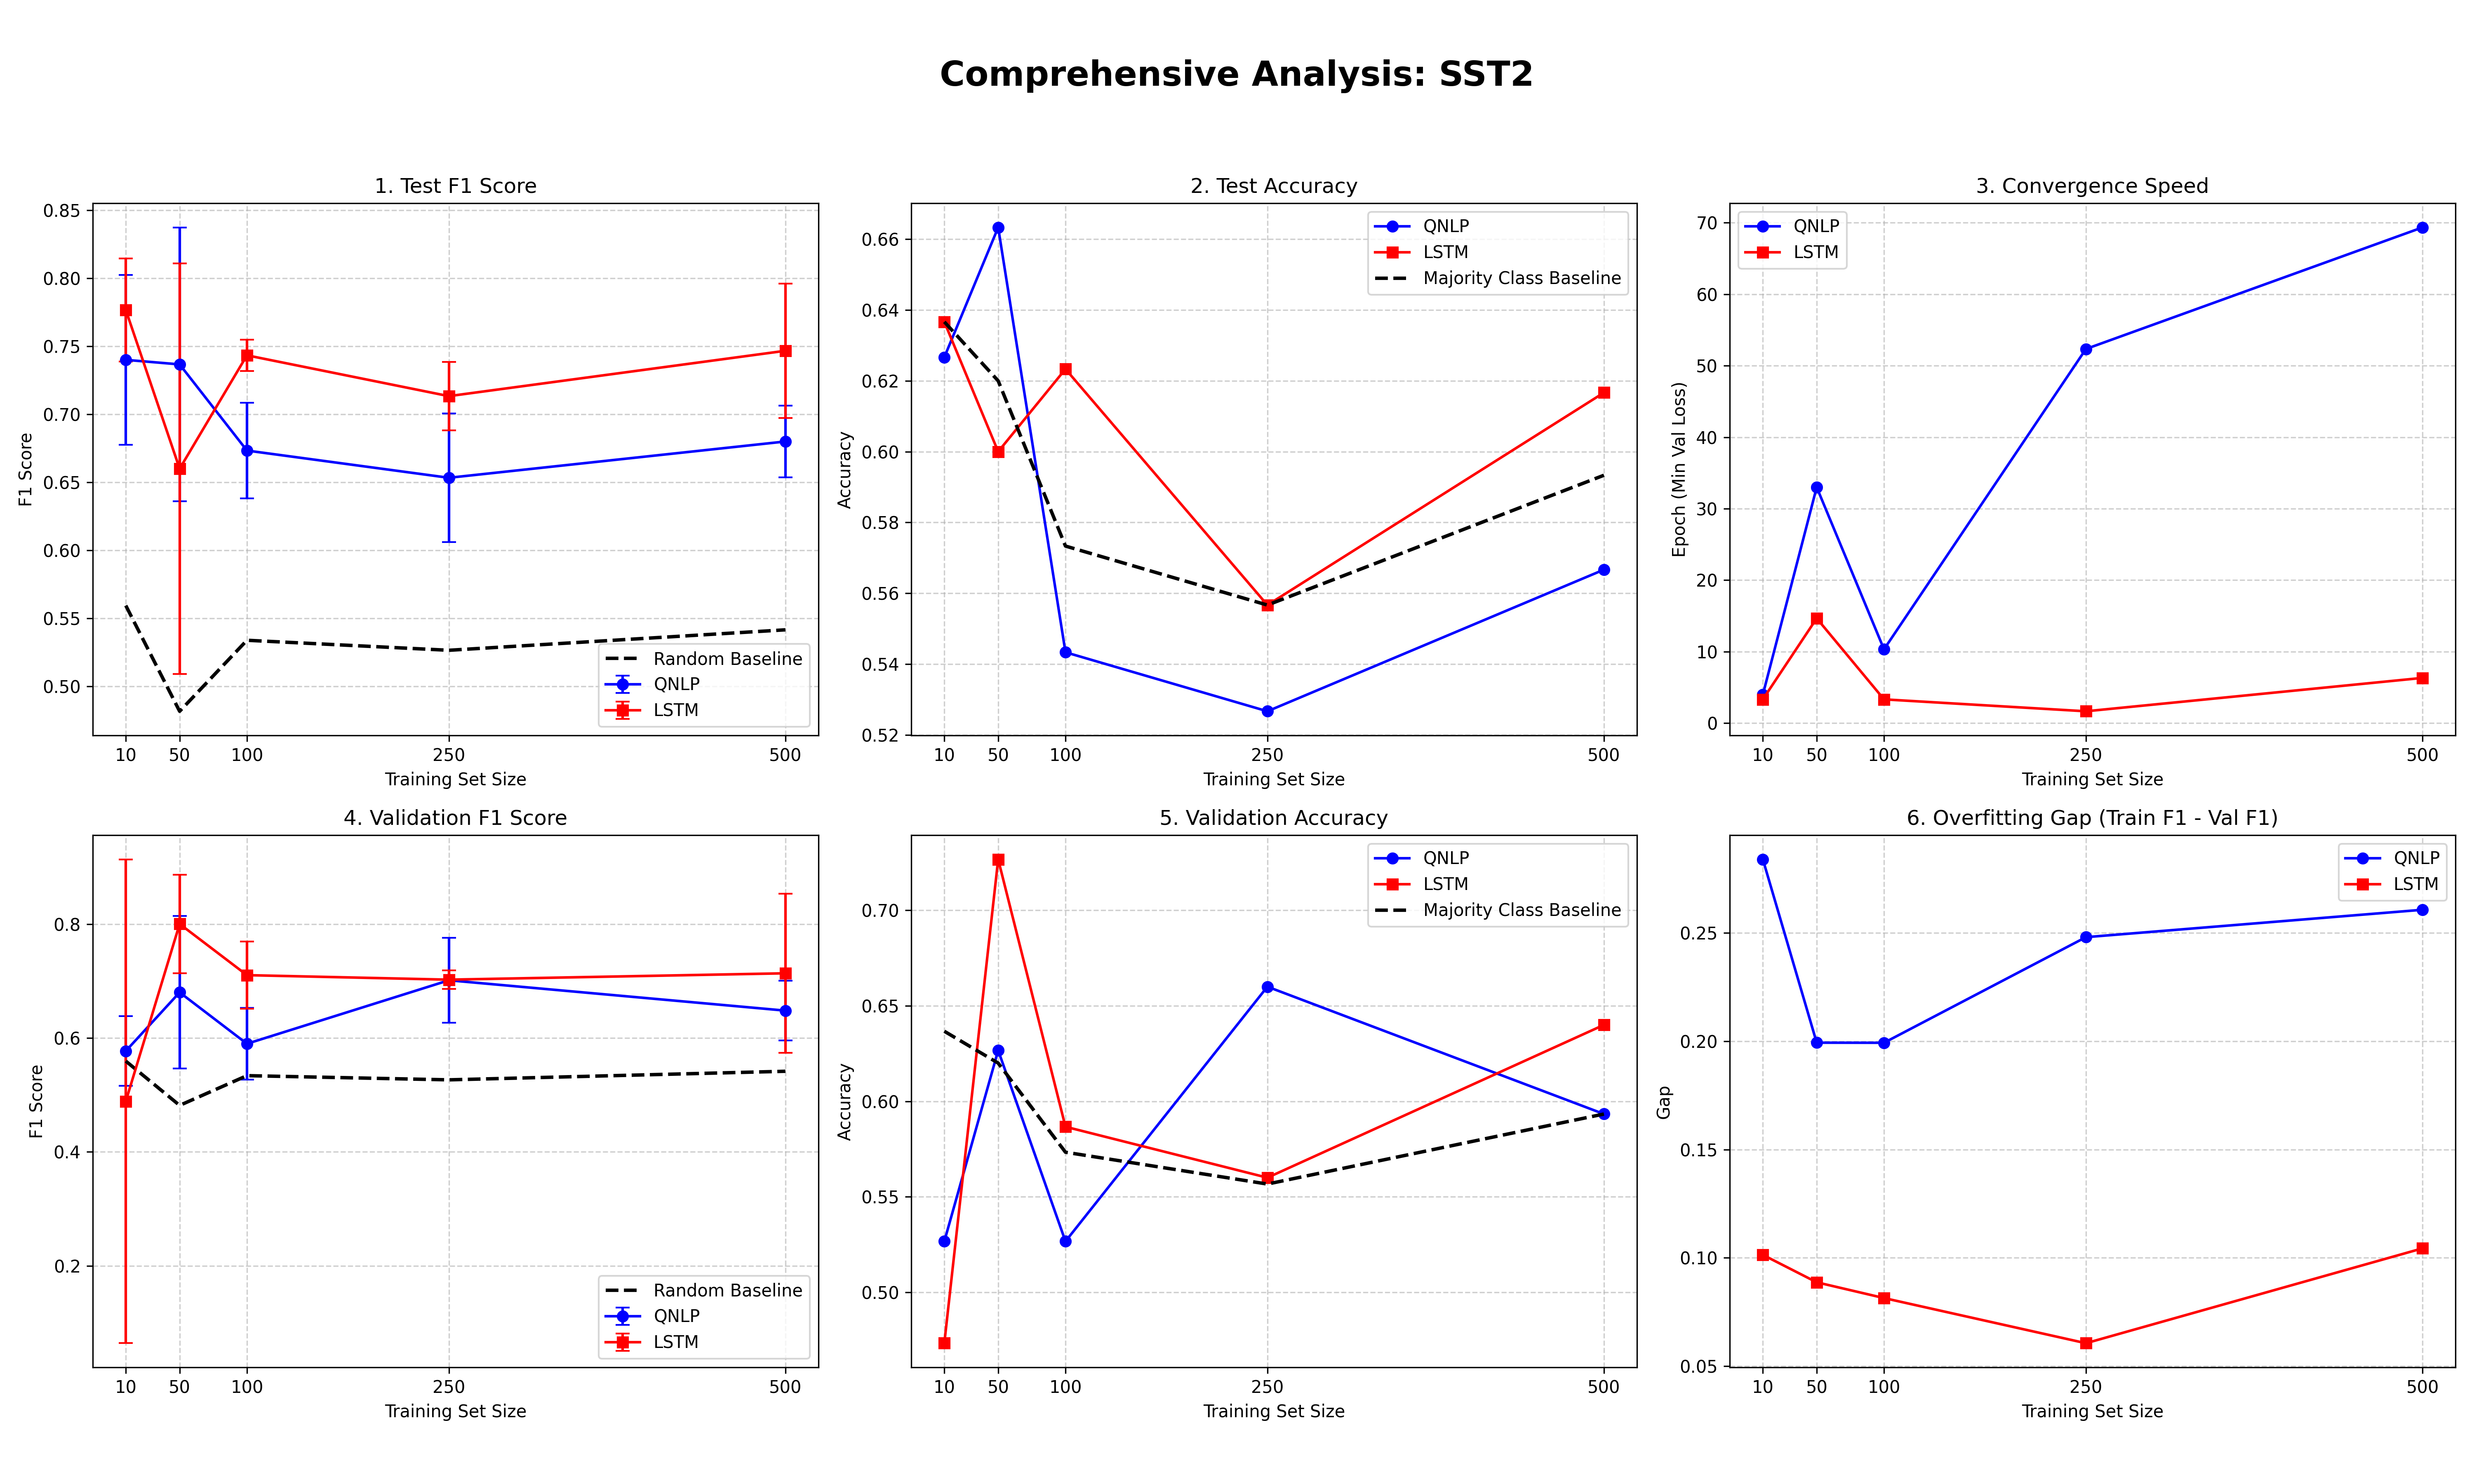 Comprehensive Analysis: SST2
1. Test F1 Score
F1 Score
0.85
0.80
0.75
0.70
0.65
0.60
0.55
0.50
Random Baseline
QNLP
LSTM
10 50 100 250 500
Training Set Size
2. Test Accuracy
Accuracy
0.66
0.64
0.62
0.60
0.58
0.56
0.54
0.52
QNLP
LSTM
Majority Class Baseline
10 50 100 250 500
Training Set Size
3. Convergence Speed
Epoch (Min Val Loss)
70
60
50
40
30
20
10
0
QNLP
LSTM
10 50 100 250 500
Training Set Size
4. Validation F1 Score
F1 Score
0.8
0.6
0.4
0.2
Random Baseline
QNLP
LSTM
10 50 100 250 500
Training Set Size
5. Validation Accuracy
Accuracy
0.70
0.65
0.60
0.55
0.50
QNLP
LSTM
Majority Class Baseline
10 50 100 250 500
Training Set Size
6. Overfitting Gap (Train F1 - Val F1)
Gap
0.25
0.20
0.15
0.10
0.05
QNLP
LSTM
10 50 100 250 500
Training Set Size